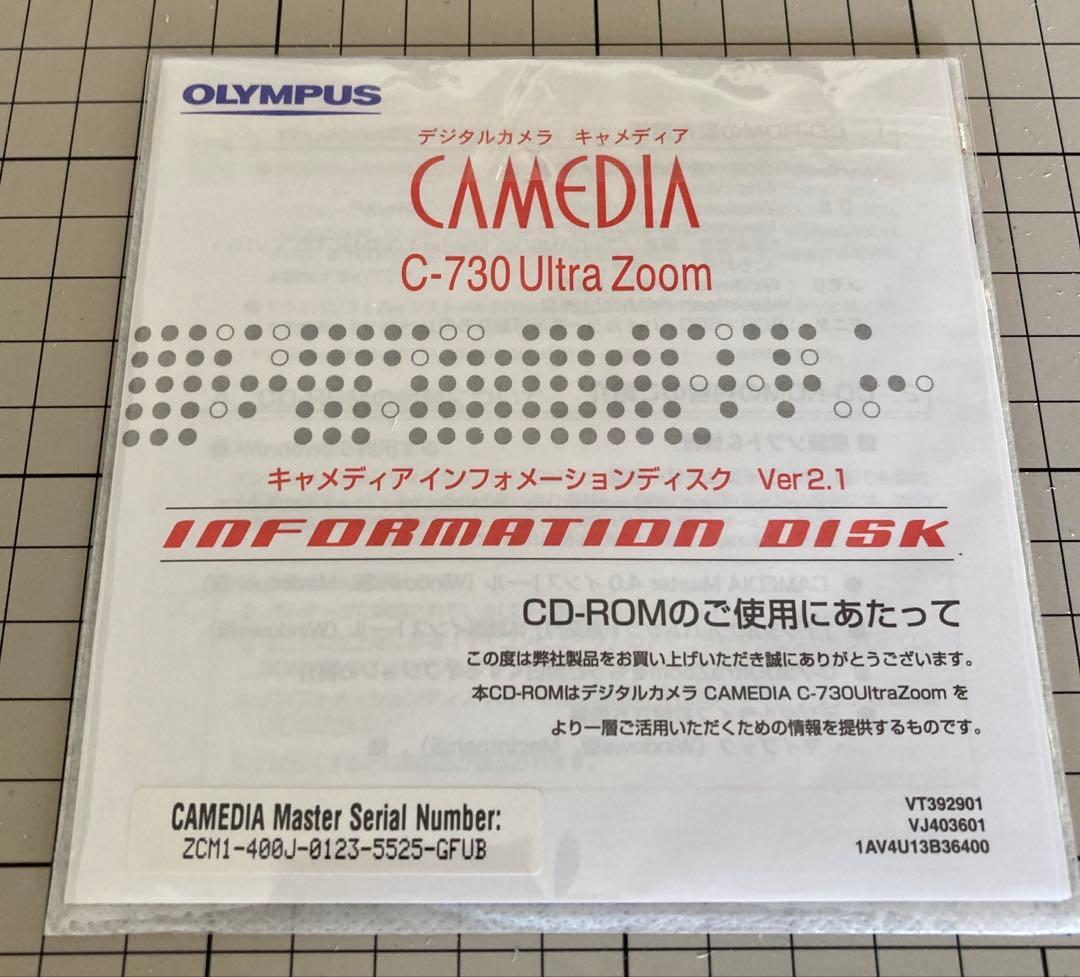 OLYMPUS
デジタルカメラ キャメディア
CAMEDIA
C-730 Ultra Zoom
キャメディア インフォメーションディスク Ver 2.1
INFORMATION DISK
CD-ROMのご使用にあたって
この度は弊社製品をお買い上げいただき誠にありがとうございます。
本CD-ROMはデジタルカメラ CAMEDIA C-730UltraZoom を
より一層ご活用いただくための情報を提供するものです。
CAMEDIA Master Serial Number:
ZCM1-400J-0123-5525-GFUB
VT392901
VJ403601
1AV4U13B36400